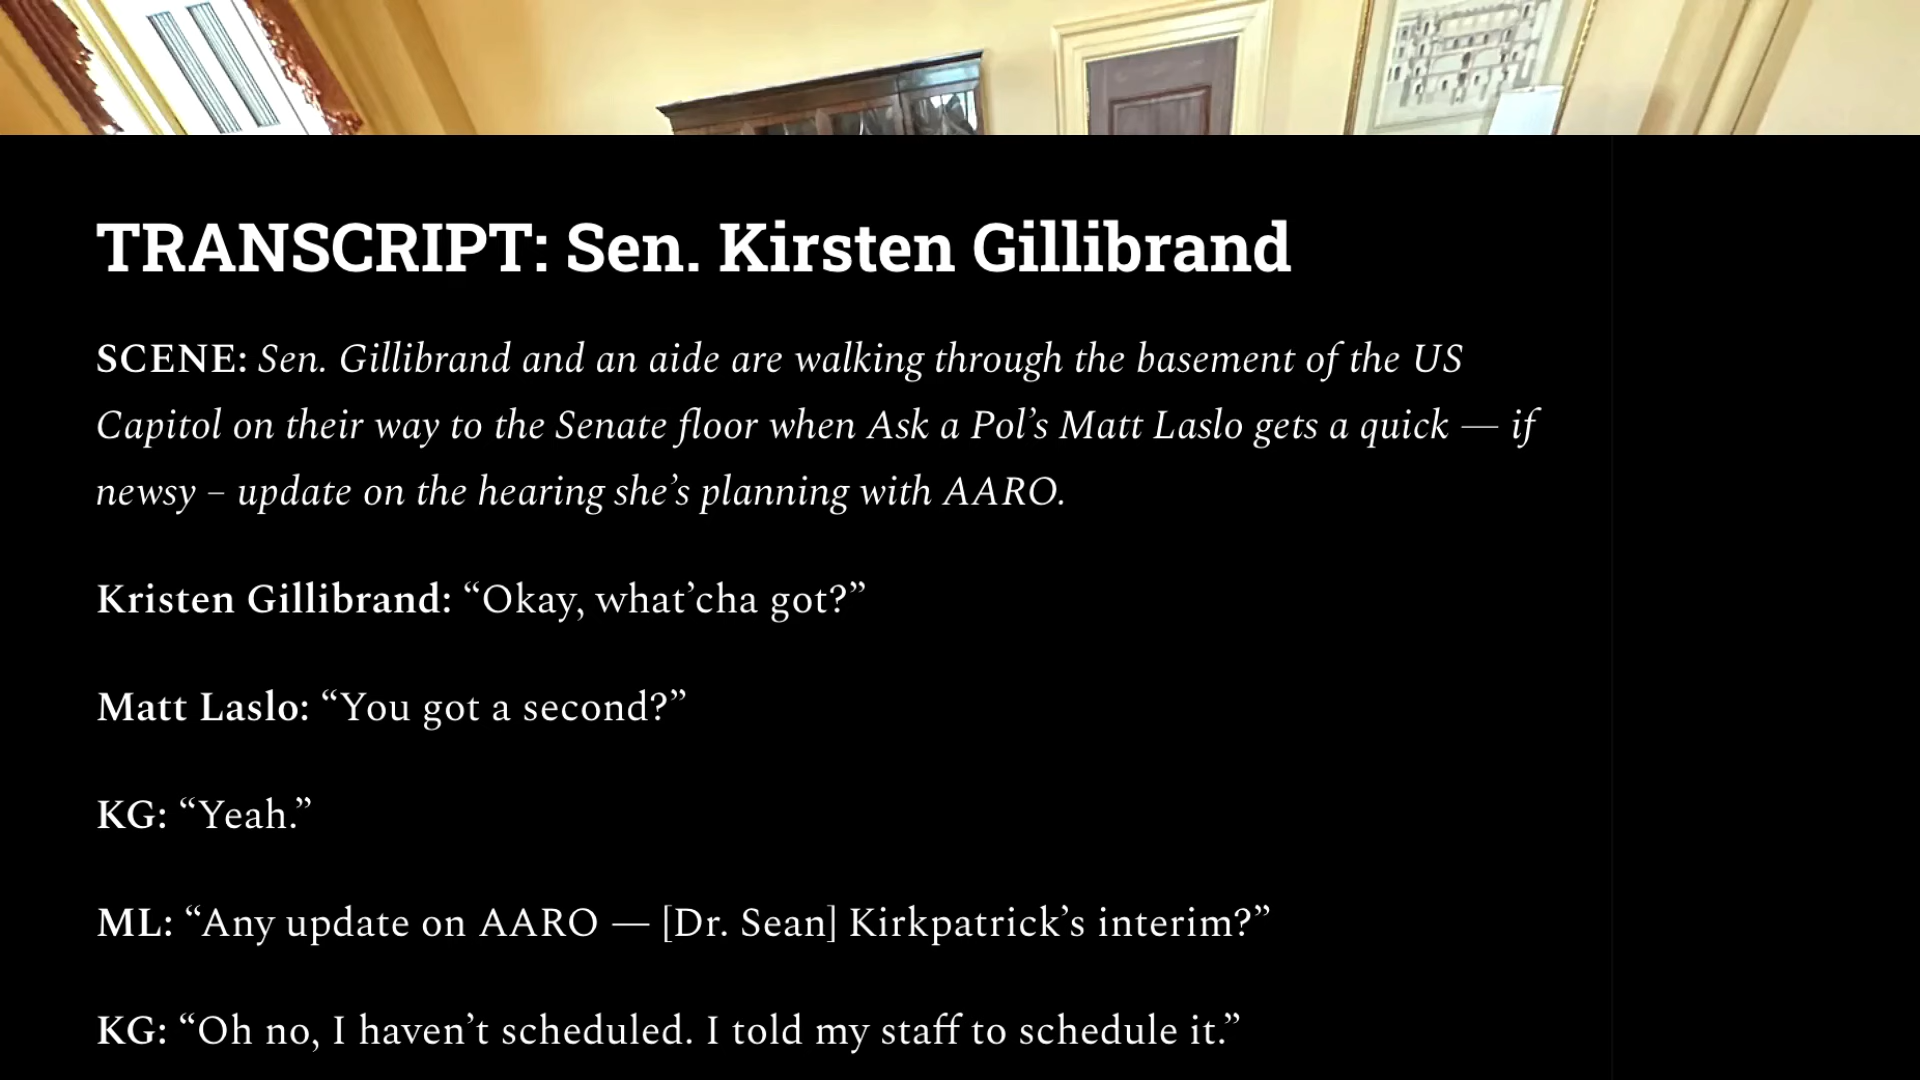 TRANSCRIPT: Sen. Kirsten Gillibrand
SCENE: Sen. Gillibrand and an aide are walking through the basement of the US
Capitol on their way to the Senate floor when Ask a Pol’s Matt Laslo gets a quick — if
newsy – update on the hearing she’s planning with AARO.
Kristen Gillibrand: “Okay, what’cha got?”
Matt Laslo: “You got a second?”
KG: “Yeah.”
ML: “Any update on AARO — [Dr. Sean] Kirkpatrick’s interim?”
KG: “Oh no, I haven’t scheduled. I told my staff to schedule it.”